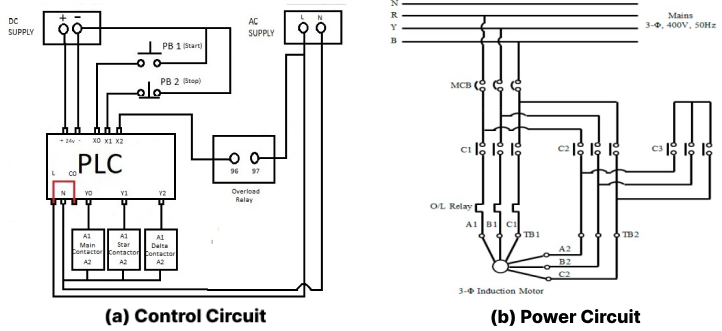 DC
SUPPLY
+ -
AC
SUPPLY
L N
PB 1 (Start)
PB 2 (Stop)
+ 24v - X0 X1 X2
PLC
L C0
N Y0 Y1 Y2
96 97
Overload
Relay
A1
Main
Contactor
A2
A1
Star
Contactor
A2
A1
Delta
Contactor
A2
(a) Control Circuit
N
R
Y
B
Mains
3-Φ, 400V, 50Hz
MCB
C1
C2
C3
O/L Relay
A1 B1 C1
TB1
TB2
A2
B2
C2
3-Φ Induction Motor
(b) Power Circuit